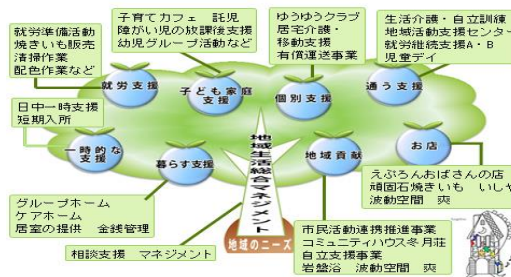 就労準備活動
焼きいも販売
清掃作業
配色作業など
子育てカフェ 託児
障がい児の放課後支援
幼児グループ活動など
ゆうゆうクラブ
居宅介護・
移動支援
有償運送事業
生活介護・自立訓練
地域活動支援センター
就労継続支援A・B
児童デイ
就労支援
子ども家庭
支援
個別支援
通う支援
日中一時支援
短期入所
一時的な
支援
暮らす支援
地域生活総合マネジメント
地域貢献
お店
えぷろんおばさんの店
頑固石焼きいも いしや
波動空間 爽
グループホーム
ケアホーム
居室の提供 金銭管理
相談支援 マネジメント
地域のニーズ
市民活動連携推進事業
コミュニティハウス冬月荘
自立支援事業
岩盤浴 波動空間 爽